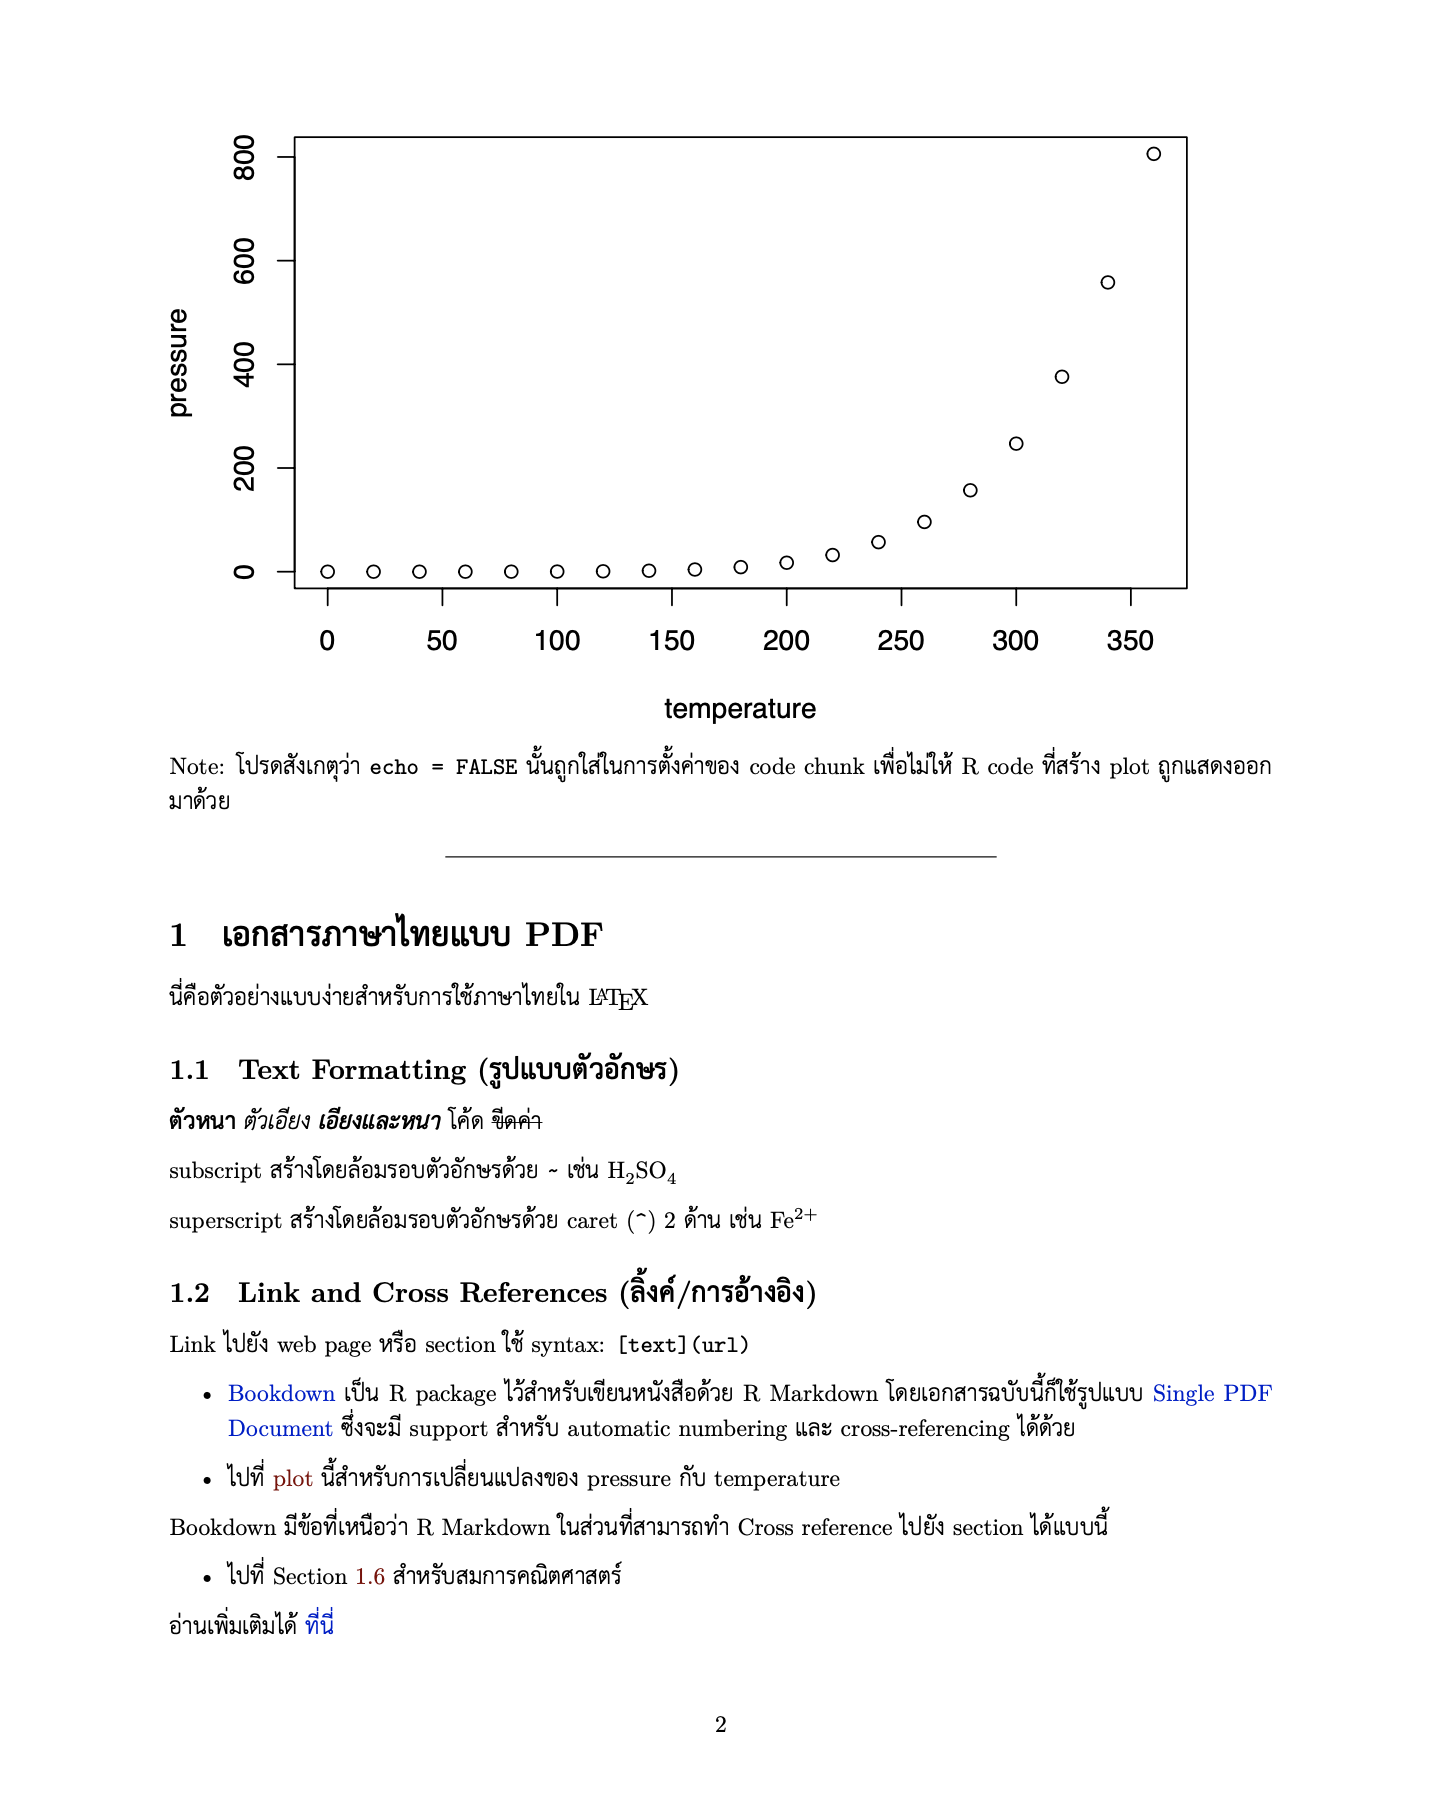 800
600
400
200
0
pressure
0 50 100 150 200 250 300 350
temperature
Note: โปรดสังเกตุว่า echo = FALSE นั้นถูกใส่ในการตั้งค่าของ code chunk เพื่อไม่ให้ R code ที่สร้าง plot ถูกแสดงออก
มาด้วย
1 เอกสารภาษาไทยแบบ PDF
นี่คือตัวอย่างแบบง่ายสำหรับการใช้ภาษาไทยใน LATEX
1.1 Text Formatting (รูปแบบตัวอักษร)
ตัวหนา ตัวเอียง เอียงและหนา โค้ด ขีดค่า
subscript สร้างโดยล้อมรอบตัวอักษรด้วย ~ เช่น H₂SO₄
superscript สร้างโดยล้อมรอบตัวอักษรด้วย caret (^) 2 ด้าน เช่น Fe²⁺
1.2 Link and Cross References (ลิ้งค์/การอ้างอิง)
Link ไปยัง web page หรือ section ใช้ syntax: [text](url)
• Bookdown เป็น R package ไว้สำหรับเขียนหนังสือด้วย R Markdown โดยเอกสารฉบับนี้ก็ใช้รูปแบบ Single PDF
Document ซึ่งจะมี support สำหรับ automatic numbering และ cross-referencing ได้ด้วย
• ไปที่ plot นี้สำหรับการเปลี่ยนแปลงของ pressure กับ temperature
Bookdown มีข้อที่เหนือว่า R Markdown ในส่วนที่สามารถทำ Cross reference ไปยัง section ได้แบบนี้
• ไปที่ Section 1.6 สำหรับสมการคณิตศาสตร์
อ่านเพิ่มเติมได้ ที่นี่
2